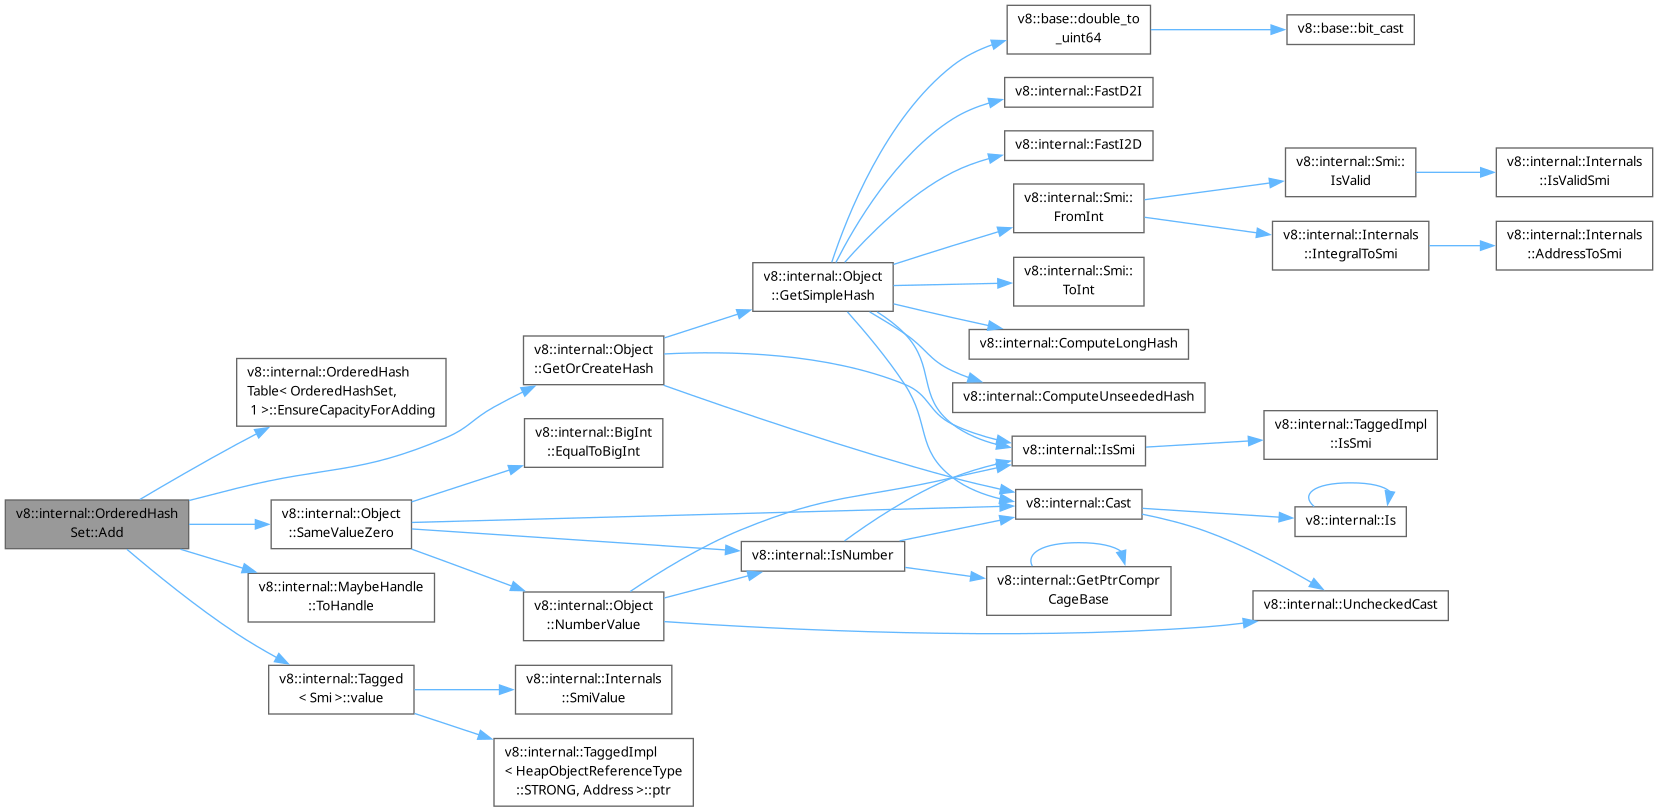 v8::internal::OrderedHash
Set::Add
v8::internal::OrderedHash
Table< OrderedHashSet,
1 >::EnsureCapacityForAdding
v8::internal::Object
::SameValueZero
v8::internal::MaybeHandle
::ToHandle
v8::internal::Tagged
< Smi >::value
v8::internal::Object
::GetOrCreateHash
v8::internal::BigInt
::EqualToBigInt
v8::internal::Object
::NumberValue
v8::internal::Internals
::SmiValue
v8::internal::TaggedImpl
< HeapObjectReferenceType
::STRONG, Address >::ptr
v8::internal::Object
::GetSimpleHash
v8::internal::IsNumber
v8::base::double_to
_uint64
v8::internal::FastD2I
v8::internal::FastI2D
v8::internal::Smi::
FromInt
v8::internal::Smi::
ToInt
v8::internal::ComputeLongHash
v8::internal::ComputeUnseededHash
v8::internal::IsSmi
v8::internal::Cast
v8::internal::GetPtrCompr
CageBase
v8::base::bit_cast
v8::internal::Smi::
IsValid
v8::internal::Internals
::IntegralToSmi
v8::internal::TaggedImpl
::IsSmi
v8::internal::Is
v8::internal::UncheckedCast
v8::internal::Internals
::IsValidSmi
v8::internal::Internals
::AddressToSmi